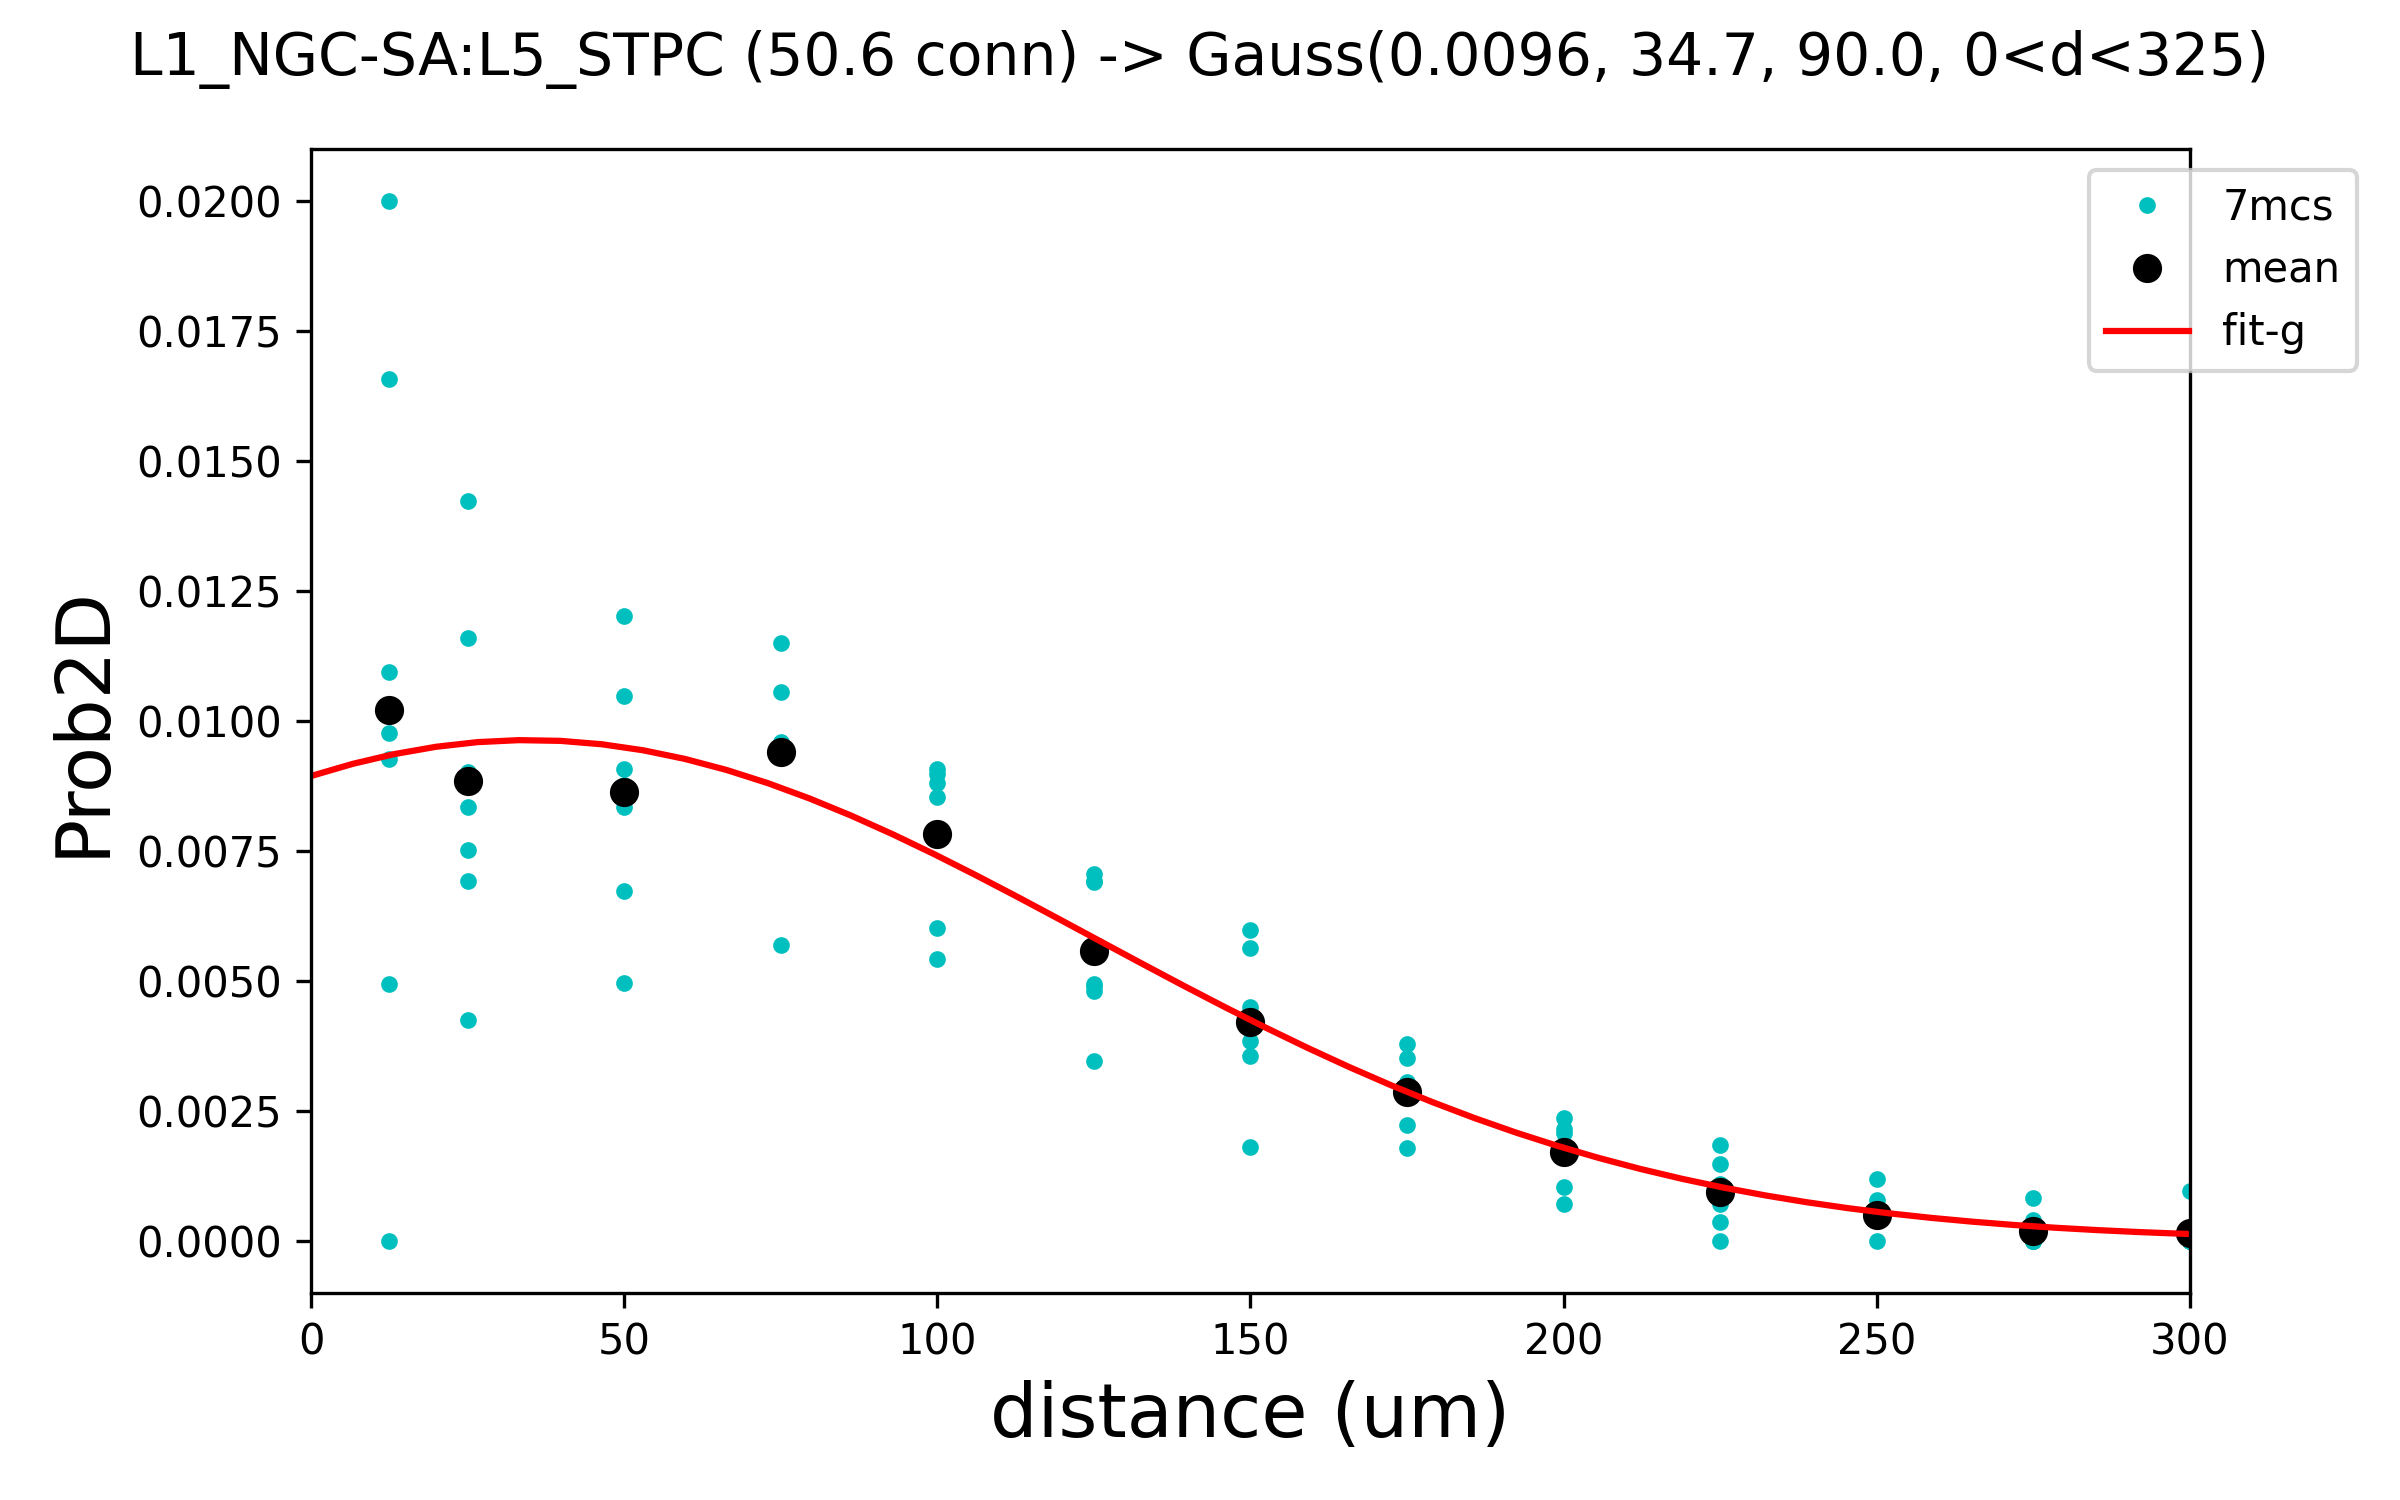 L1_NGC-SA:L5_STPC (50.6 conn) -> Gauss(0.0096, 34.7, 90.0, 0<d<325)
7mcs
mean
fit-g
0.0200
0.0175
0.0150
0.0125
0.0100
0.0075
0.0050
0.0025
0.0000
Prob2D
0 50 100 150 200 250 300
distance (um)